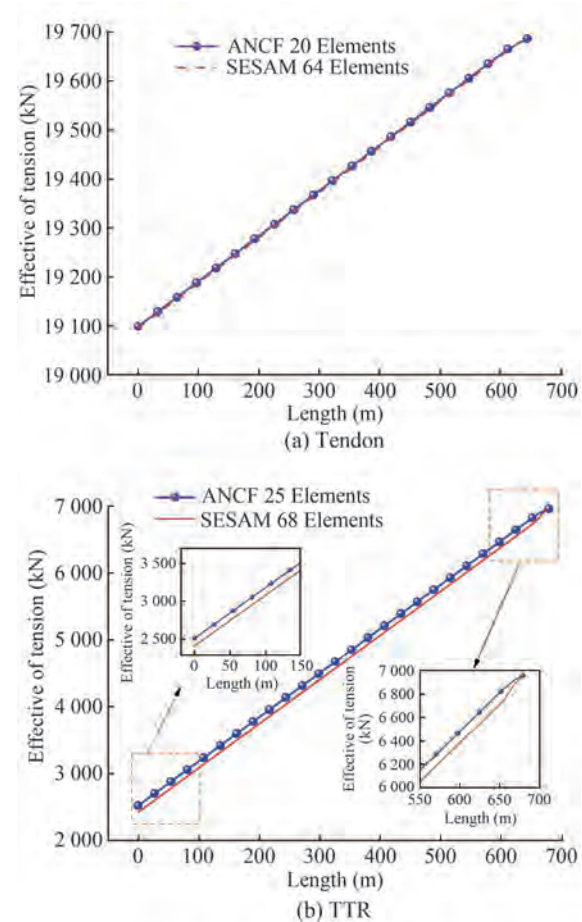 19 700
19 600
19 500
19 400
19 300
19 200
19 100
19 000
Effective of tension (kN)
ANCF 20 Elements
SESAM 64 Elements
0 100 200 300 400 500 600 700
Length (m)
(a) Tendon
7 000
6 000
5 000
4 000
3 000
2 000
Effective of tension (kN)
ANCF 25 Elements
SESAM 68 Elements
3 500
3 000
2 500
Effective of tension (kN)
0 50 100 150
Length (m)
7 000
6 800
6 600
6 400
6 200
6 000
Effective of tension
(kN)
550 600 650 700
Length (m)
0 100 200 300 400 500 600 700
Length (m)
(b) TTR